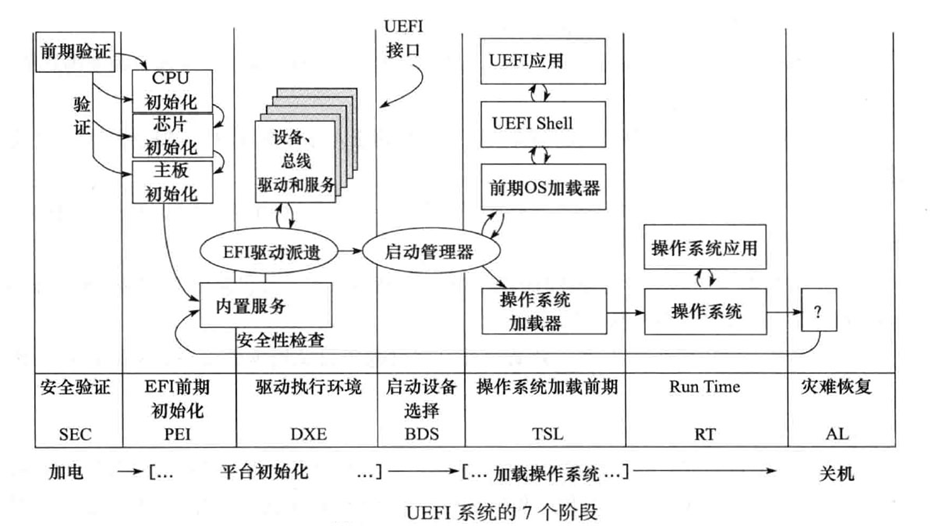 前期验证
验
证
CPU
初始化
芯片
初始化
主板
初始化
设备、
总线
驱动和服务
UEFI
接口
UEFI应用
UEFI Shell
前期OS加载器
EFI驱动派遣
启动管理器
内置服务
安全性检查
操作系统
加载器
操作系统应用
操作系统
?
安全验证
SEC
EFI前期
初始化
PEI
驱动执行环境
DXE
启动设备
选择
BDS
操作系统加载前期
TSL
Run Time
RT
灾难恢复
AL
加电
[… 平台初始化 …]
[… 加载操作系统 …]
关机
UEFI 系统的 7 个阶段